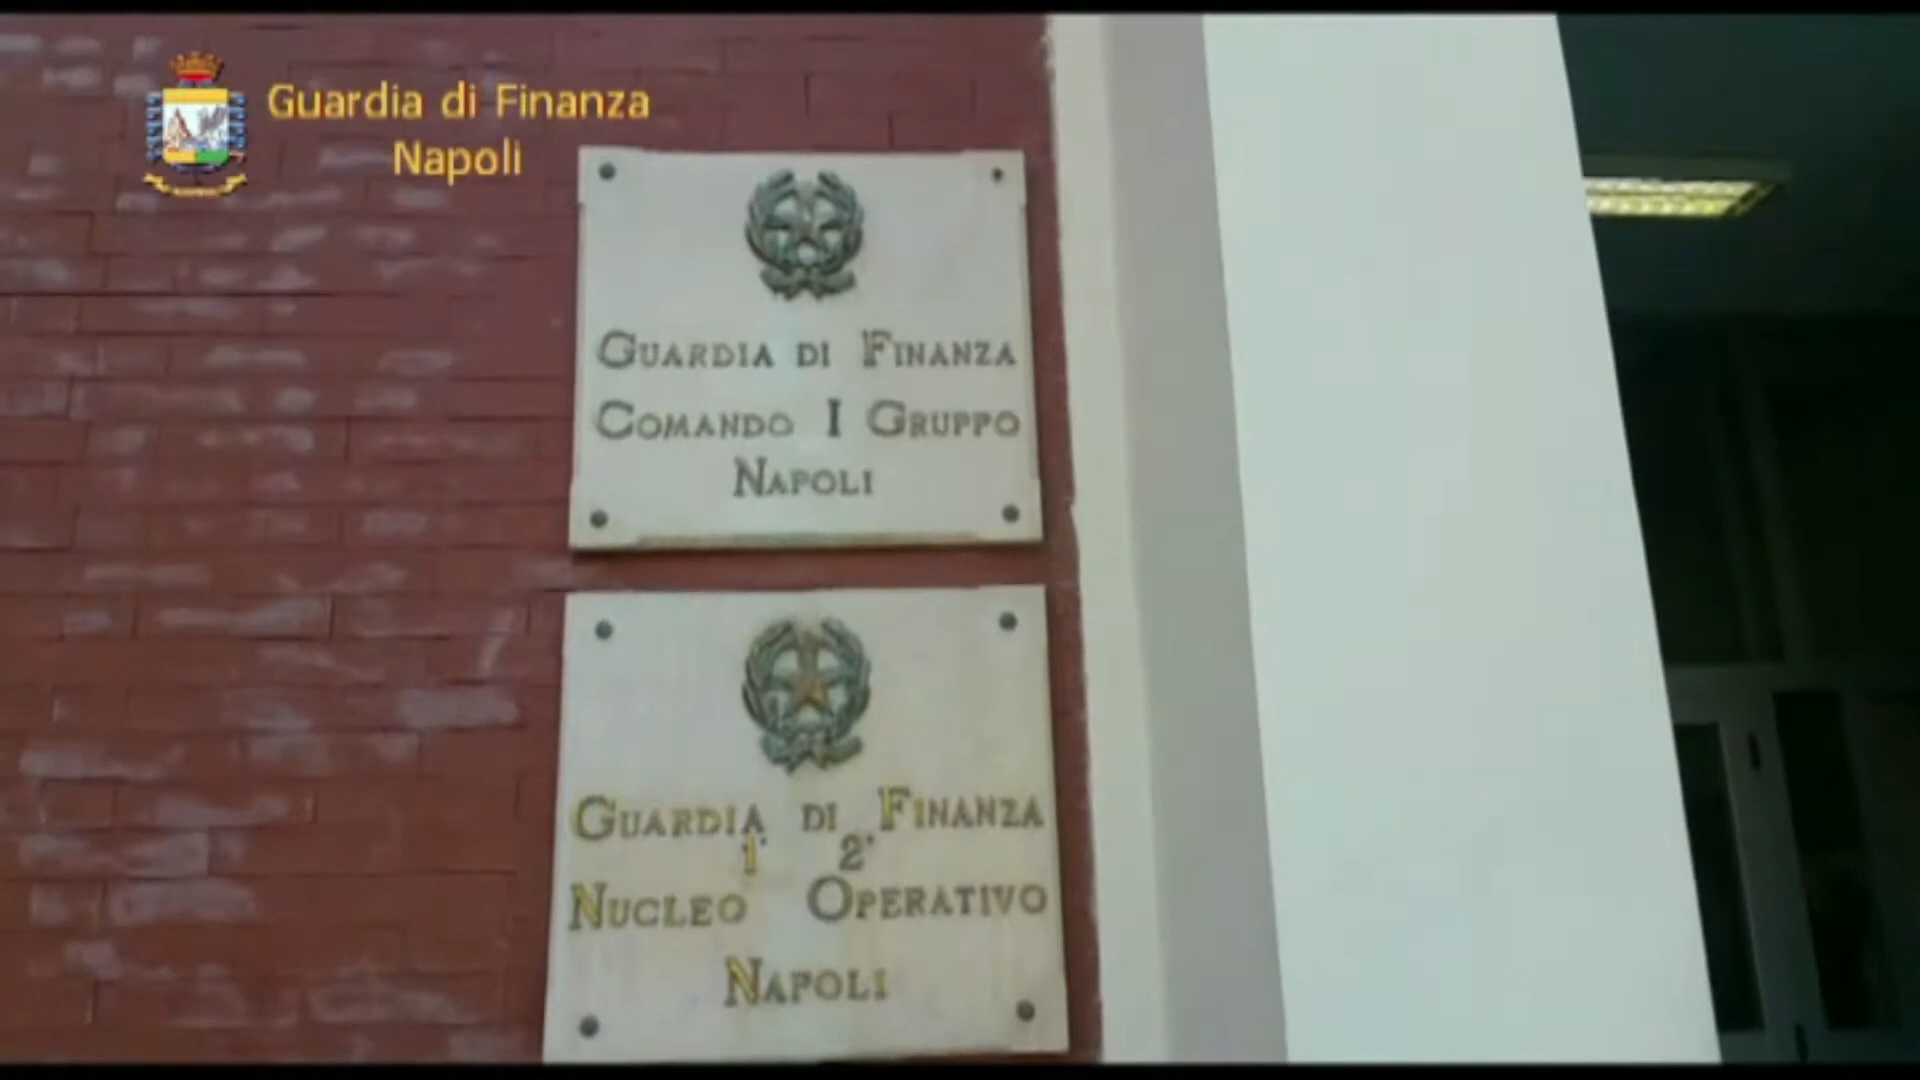 Guardia di Finanza
Napoli
GUARDIA DI FINANZA
COMANDO I GRUPPO
NAPOLI
GUARDIA DI FINANZA
1° 2°
NUCLEO OPERATIVO
NAPOLI